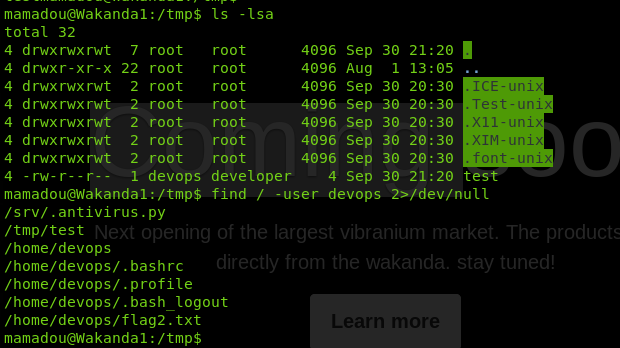 mamadou@Wakanda1:/tmp$ ls -lsa
total 32
4 drwxrwxrwt  7 root   root      4096 Sep 30 21:20 .
4 drwxr-xr-x 22 root   root      4096 Aug  1 13:05 ..
4 drwxrwxrwt  2 root   root      4096 Sep 30 20:30 .ICE-unix
4 drwxrwxrwt  2 root   root      4096 Sep 30 20:30 .Test-unix
4 drwxrwxrwt  2 root   root      4096 Sep 30 20:30 .X11-unix
4 drwxrwxrwt  2 root   root      4096 Sep 30 20:30 .XIM-unix
4 drwxrwxrwt  2 root   root      4096 Sep 30 20:30 .font-unix
4 -rw-r--r--  1 devops developer    4 Sep 30 21:20 test
mamadou@Wakanda1:/tmp$ find / -user devops 2>/dev/null
/srv/.antivirus.py
/tmp/test
/home/devops
/home/devops/.bashrc
/home/devops/.profile
/home/devops/.bash_logout
/home/devops/flag2.txt
mamadou@Wakanda1:/tmp$
Coming soo
Next opening of the largest vibranium market. The products
directly from the wakanda. stay tuned!
Learn more